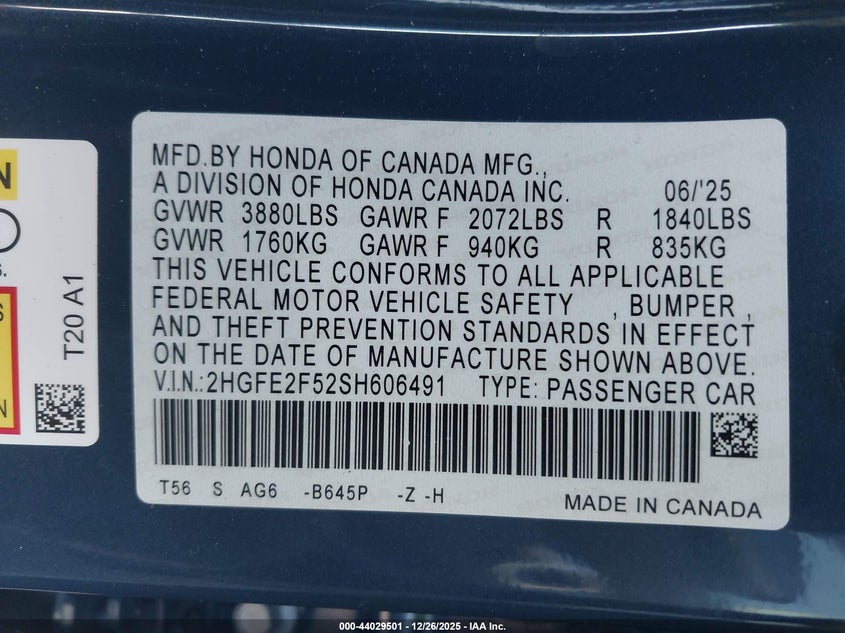 MFD.BY HONDA OF CANADA MFG.,
A DIVISION OF HONDA CANADA INC. 06/'25
GVWR 3880LBS GAWR F 2072LBS R 1840LBS
GVWR 1760KG GAWR F 940KG R 835KG
THIS VEHICLE CONFORMS TO ALL APPLICABLE
FEDERAL MOTOR VEHICLE SAFETY , BUMPER ,
AND THEFT PREVENTION STANDARDS IN EFFECT
ON THE DATE OF MANUFACTURE SHOWN ABOVE.
V.I.N.:2HGFE2F52SH606491 TYPE: PASSENGER CAR
T56 S AG6 -B645P -Z -H
MADE IN CANADA
T20 A1
000-44029501 - 12/26/2025 - IAA Inc.